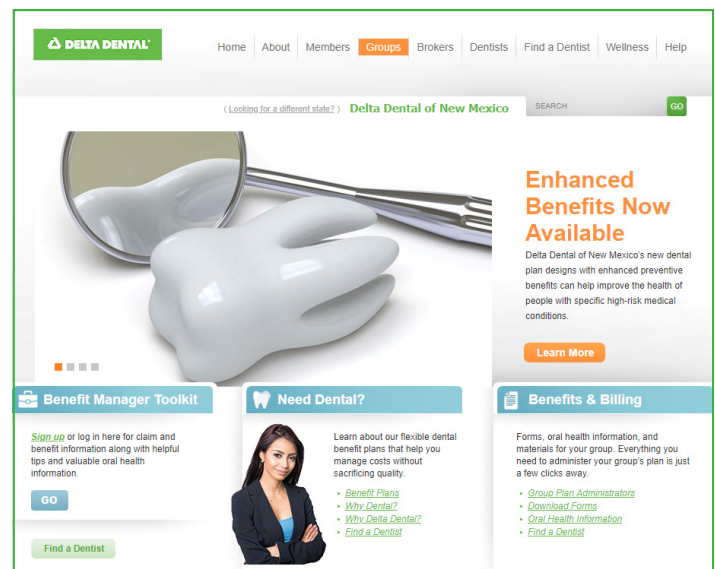 DELTA DENTAL
Home About Members Groups Brokers Dentists Find a Dentist Wellness Help
( Looking for a different state? ) Delta Dental of New Mexico SEARCH GO
Enhanced
Benefits Now
Available
Delta Dental of New Mexico's new dental
plan designs with enhanced preventive
benefits can help improve the health of
people with specific high-risk medical
conditions.
Learn More
Benefit Manager Toolkit
Sign up or log in here for claim and
benefit information along with helpful
tips and valuable oral health
information.
GO
Find a Dentist
Need Dental?
Learn about our flexible dental
benefit plans that help you
manage costs without
sacrificing quality.
• Benefit Plans
• Why Dental?
• Why Delta Dental?
• Find a Dentist
Benefits & Billing
Forms, oral health information, and
materials for your group. Everything you
need to administer your group's plan is just
a few clicks away.
• Group Plan Administrators
• Download Forms
• Oral Health Information
• Find a Dentist